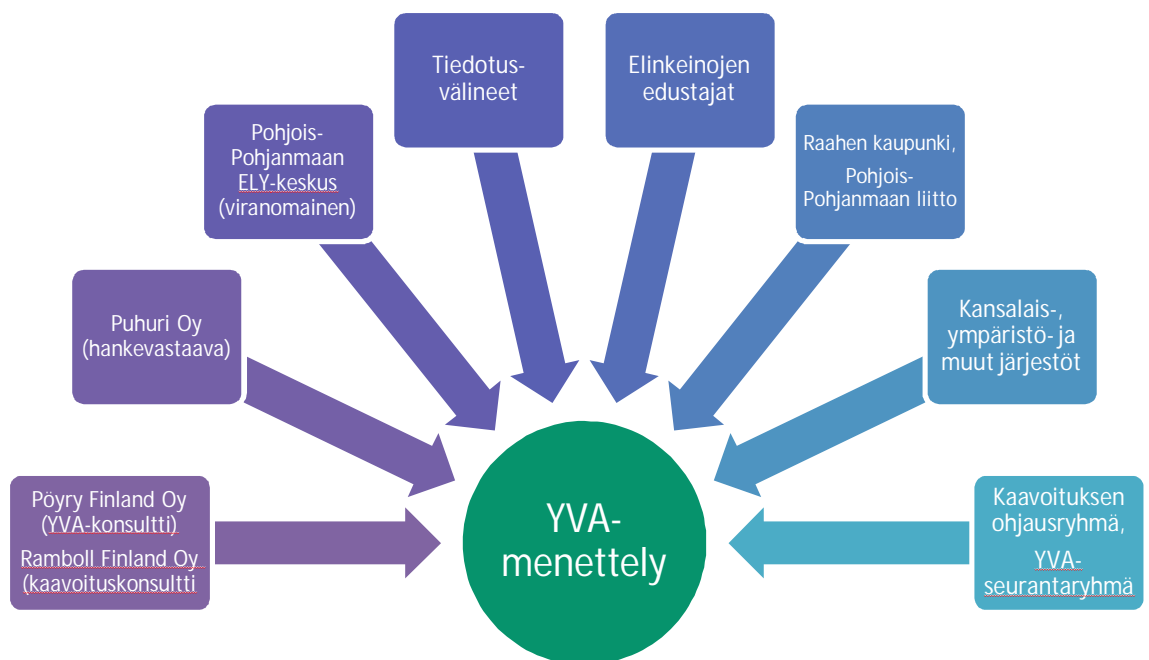 Pöyry Finland Oy
(YVA-konsultti)
Ramboll Finland Oy
(kaavoituskonsultti
Puhuri Oy
(hankevastaava)
Pohjois-
Pohjanmaan
ELY-keskus
(viranomainen)
Tiedotus-
välineet
Elinkeinojen
edustajat
Raahen kaupunki,
Pohjois-
Pohjanmaan liitto
Kansalais-,
ympäristö- ja
muut järjestöt
Kaavoituksen
ohjausryhmä,
YVA-
seurantaryhmä
YVA-
menettely